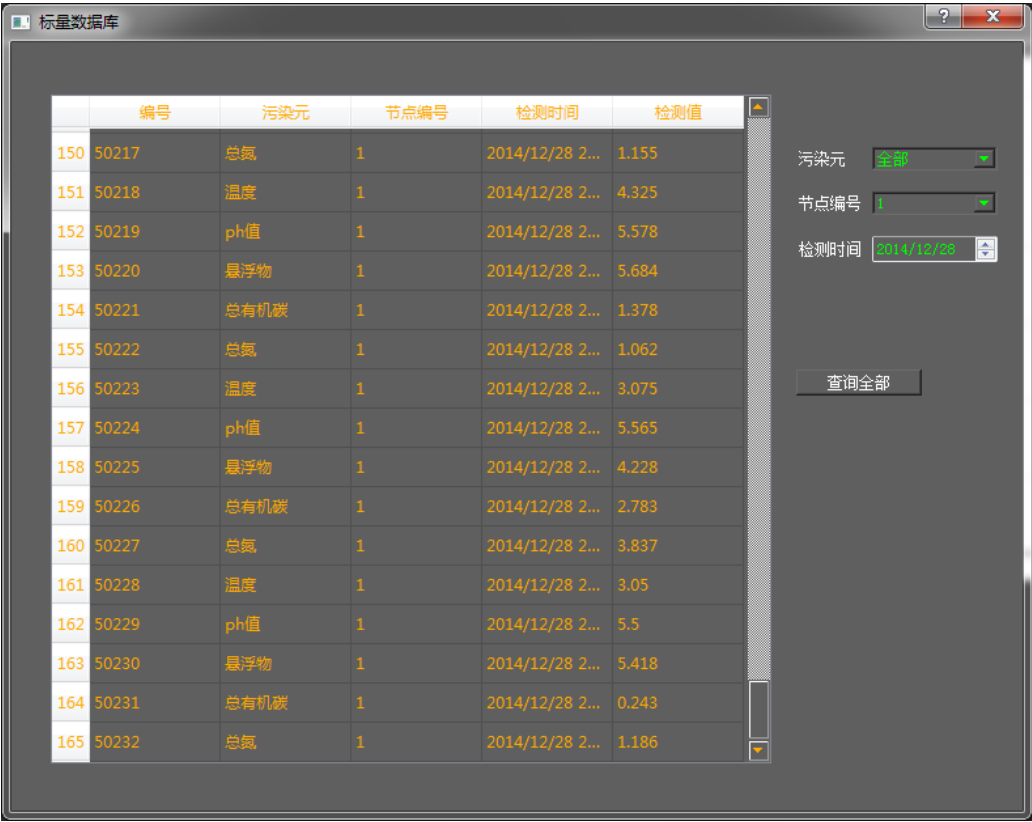 标量数据库
编号 污染元 节点编号 检测时间 检测值
150 50217 总氮 1 2014/12/28 2... 1.155
151 50218 温度 1 2014/12/28 2... 4.325
152 50219 ph值 1 2014/12/28 2... 5.578
153 50220 悬浮物 1 2014/12/28 2... 5.684
154 50221 总有机碳 1 2014/12/28 2... 1.378
155 50222 总氮 1 2014/12/28 2... 1.062
156 50223 温度 1 2014/12/28 2... 3.075
157 50224 ph值 1 2014/12/28 2... 5.565
158 50225 悬浮物 1 2014/12/28 2... 4.228
159 50226 总有机碳 1 2014/12/28 2... 2.783
160 50227 总氮 1 2014/12/28 2... 3.837
161 50228 温度 1 2014/12/28 2... 3.05
162 50229 ph值 1 2014/12/28 2... 5.5
163 50230 悬浮物 1 2014/12/28 2... 5.418
164 50231 总有机碳 1 2014/12/28 2... 0.243
165 50232 总氮 1 2014/12/28 2... 1.186
污染元 全部
节点编号 1
检测时间 2014/12/28
查询全部